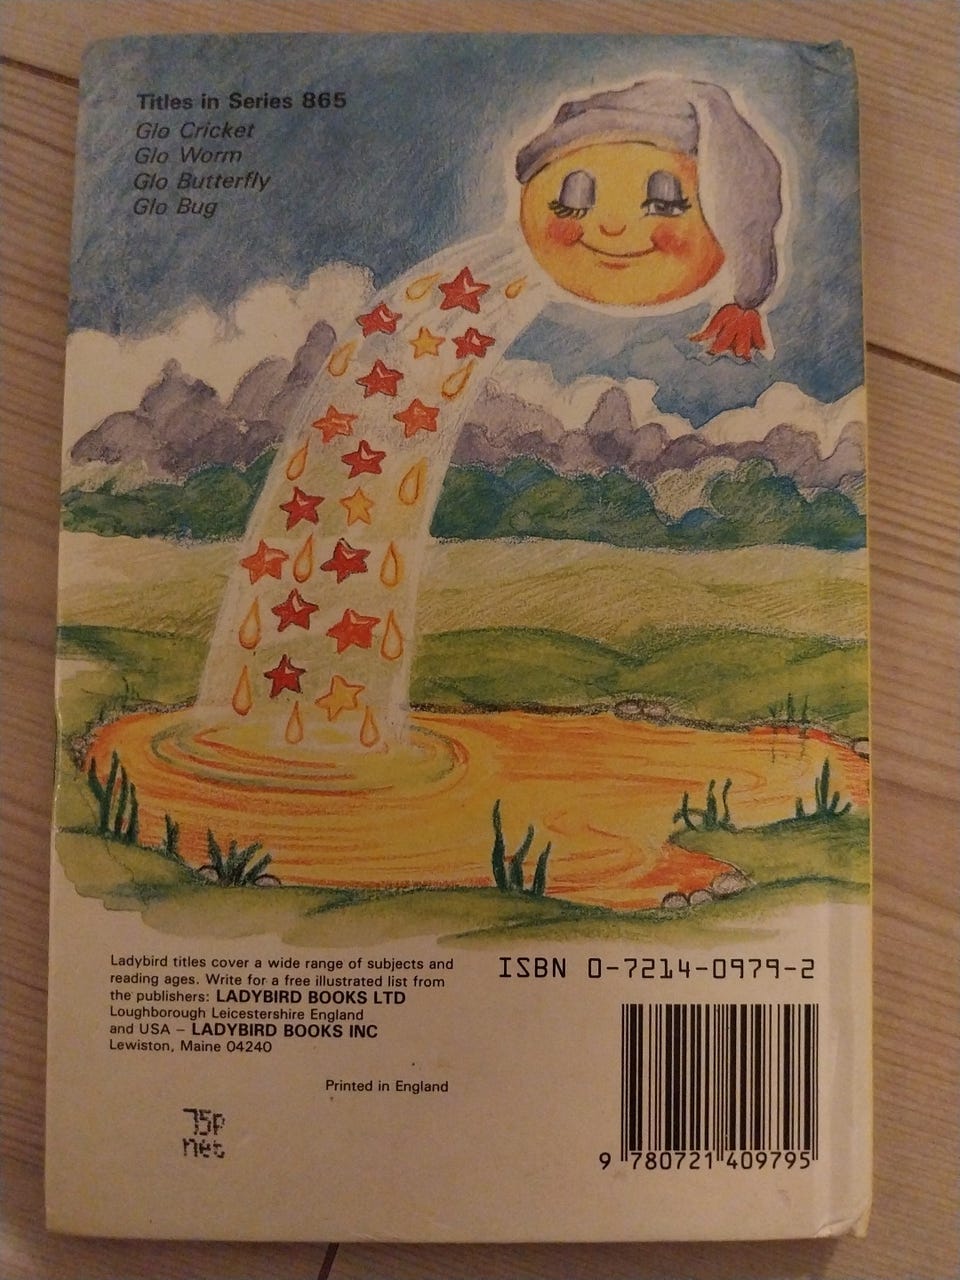 Titles in Series 865
Glo Cricket
Glo Worm
Glo Butterfly
Glo Bug
Ladybird titles cover a wide range of subjects and
reading ages. Write for a free illustrated list from
the publishers: LADYBIRD BOOKS LTD
Loughborough Leicestershire England
and USA – LADYBIRD BOOKS INC
Lewiston, Maine 04240
Printed in England
75p
net
ISBN 0-7214-0979-2
9 780721 409795